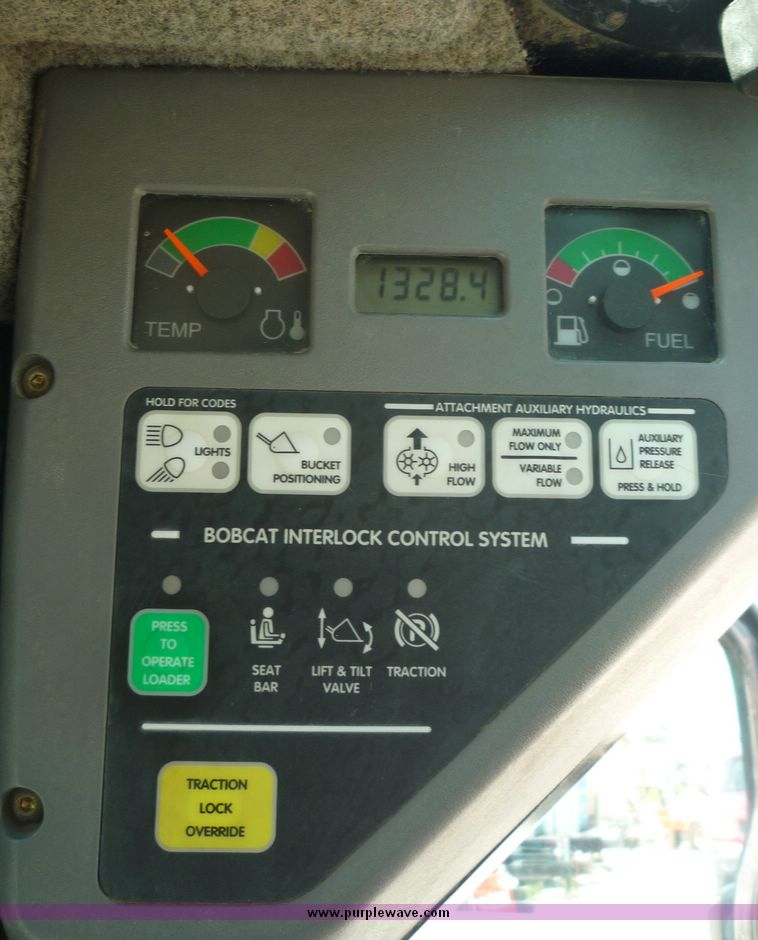 1328.4
TEMP
FUEL
HOLD FOR CODES
LIGHTS
BUCKET
POSITIONING
ATTACHMENT AUXILIARY HYDRAULICS
HIGH
FLOW
MAXIMUM
FLOW ONLY
VARIABLE
FLOW
AUXILIARY
PRESSURE
RELEASE
PRESS & HOLD
BOBCAT INTERLOCK CONTROL SYSTEM
PRESS
TO
OPERATE
LOADER
SEAT
BAR
LIFT & TILT
VALVE
P
TRACTION
TRACTION
LOCK
OVERRIDE
www.purplewave.com